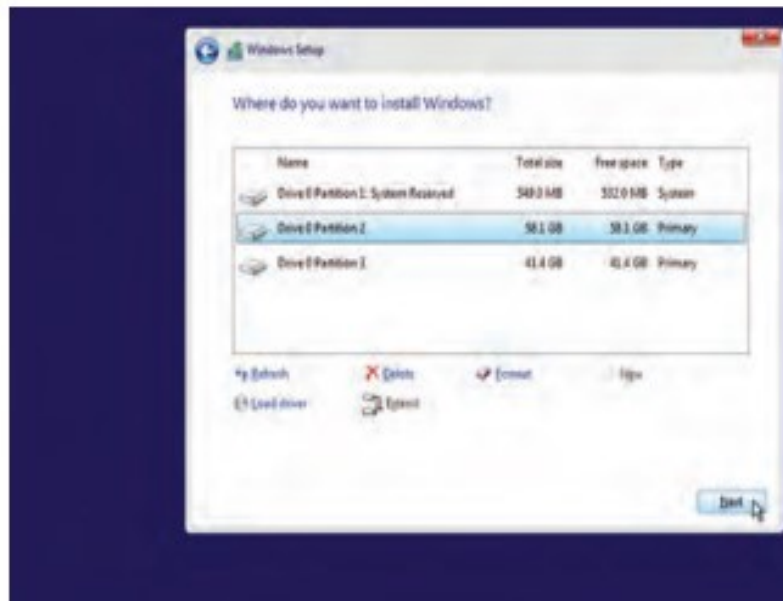 Windows Setup
Where do you want to install Windows?
Name Total size Free space Type
Drive 0 Partition 1: System Reserved 349.0 MB 302.0 MB System
Drive 0 Partition 2 58.1 GB 58.1 GB Primary
Drive 0 Partition 3 41.4 GB 41.4 GB Primary
Refresh Delete Format New
Load driver Extend
Next